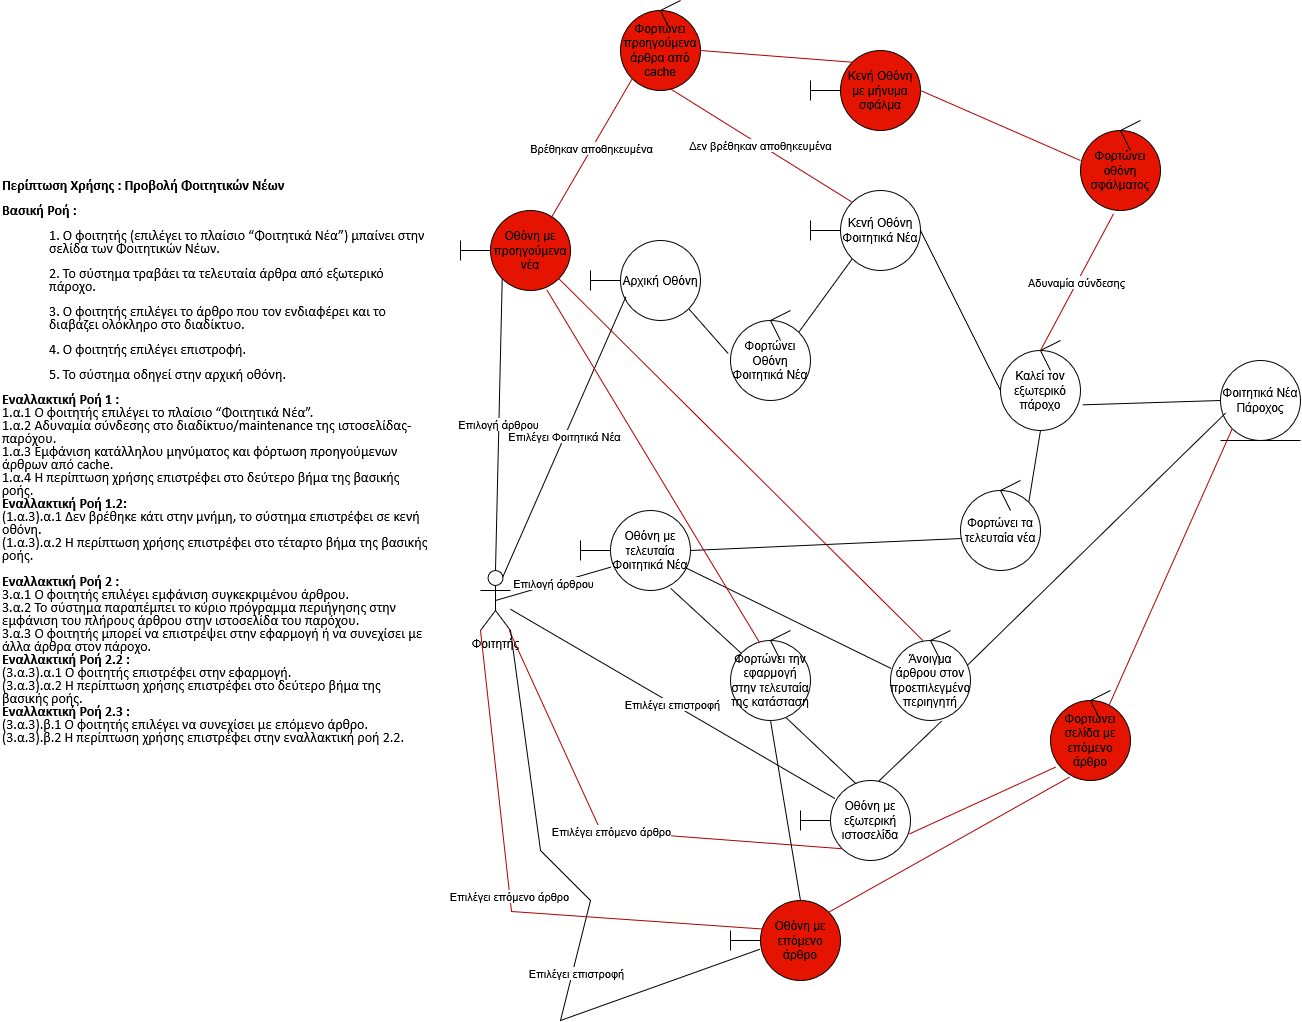 Περίπτωση Χρήσης : Προβολή Φοιτητικών Νέων
Βασική Ροή :
1. Ο φοιτητής (επιλέγει το πλαίσιο “Φοιτητικά Νέα”) μπαίνει στην
σελίδα των Φοιτητικών Νέων.
2. Το σύστημα τραβάει τα τελευταία άρθρα από εξωτερικό
πάροχο.
3. Ο φοιτητής επιλέγει το άρθρο που τον ενδιαφέρει και το
διαβάζει ολόκληρο στο διαδίκτυο.
4. Ο φοιτητής επιλέγει επιστροφή.
5. Το σύστημα οδηγεί στην αρχική οθόνη.
Εναλλακτική Ροή 1 :
1.α.1 Ο φοιτητής επιλέγει το πλαίσιο “Φοιτητικά Νέα”.
1.α.2 Αδυναμία σύνδεσης στο διαδίκτυο/maintenance της ιστοσελίδας-
παρόχου.
1.α.3 Εμφάνιση κατάλληλου μηνύματος και φόρτωση προηγούμενων
άρθρων από cache.
1.α.4 Η περίπτωση χρήσης επιστρέφει στο δεύτερο βήμα της βασικής
ροής.
Εναλλακτική Ροή 1.2:
(1.α.3).α.1 Δεν βρέθηκε κάτι στην μνήμη, το σύστημα επιστρέφει σε κενή
οθόνη.
(1.α.3).α.2 Η περίπτωση χρήσης επιστρέφει στο τέταρτο βήμα της βασικής
ροής.
Εναλλακτική Ροή 2 :
3.α.1 Ο φοιτητής επιλέγει εμφάνιση συγκεκριμένου άρθρου.
3.α.2 Το σύστημα παραπέμπει το κύριο πρόγραμμα περιήγησης στην
εμφάνιση του πλήρους άρθρου στην ιστοσελίδα του παρόχου.
3.α.3 Ο φοιτητής μπορεί να επιστρέψει στην εφαρμογή ή να συνεχίσει με
άλλα άρθρα στον πάροχο.
Εναλλακτική Ροή 2.2 :
(3.α.3).α.1 Ο φοιτητής επιστρέφει στην εφαρμογή.
(3.α.3).α.2 Η περίπτωση χρήσης επιστρέφει στο δεύτερο βήμα της
βασικής ροής.
Εναλλακτική Ροή 2.3 :
(3.α.3).β.1 Ο φοιτητής επιλέγει να συνεχίσει με επόμενο άρθρο.
(3.α.3).β.2 Η περίπτωση χρήσης επιστρέφει στην εναλλακτική ροή 2.2.
Φορτώνει
προηγούμενα
άρθρα από
cache
Κενή Οθόνη
με μήνυμα
σφάλμα
Βρέθηκαν αποθηκευμένα
Δεν βρέθηκαν αποθηκευμένα
Φορτώνει
οθόνη
σφάλματος
Οθόνη με
προηγούμενα
νέα
Κενή Οθόνη
Φοιτητικά Νέα
Αρχική Οθόνη
Αδυναμία σύνδεσης
Φορτώνει
Οθόνη
Φοιτητικά Νέα
Καλεί τον
εξωτερικό
πάροχο
Φοιτητικά Νέα
Πάροχος
Επιλογή άρθρου
Επιλέγει Φοιτητικά Νέα
Φορτώνει τα
τελευταία νέα
Οθόνη με
τελευταία
Φοιτητικά Νέα
Επιλογή άρθρου
Φοιτητής
Φορτώνει την
εφαρμογή
στην τελευταία
της κατάσταση
Άνοιγμα
άρθρου στον
προεπιλεγμένο
περιηγητή
Επιλέγει επιστροφή
Φορτώνει
σελίδα με
επόμενο
άρθρο
Οθόνη με
εξωτερική
ιστοσελίδα
Επιλέγει επόμενο άρθρο
Επιλέγει επόμενο άρθρο
Οθόνη με
επόμενο
άρθρο
Επιλέγει επιστροφή